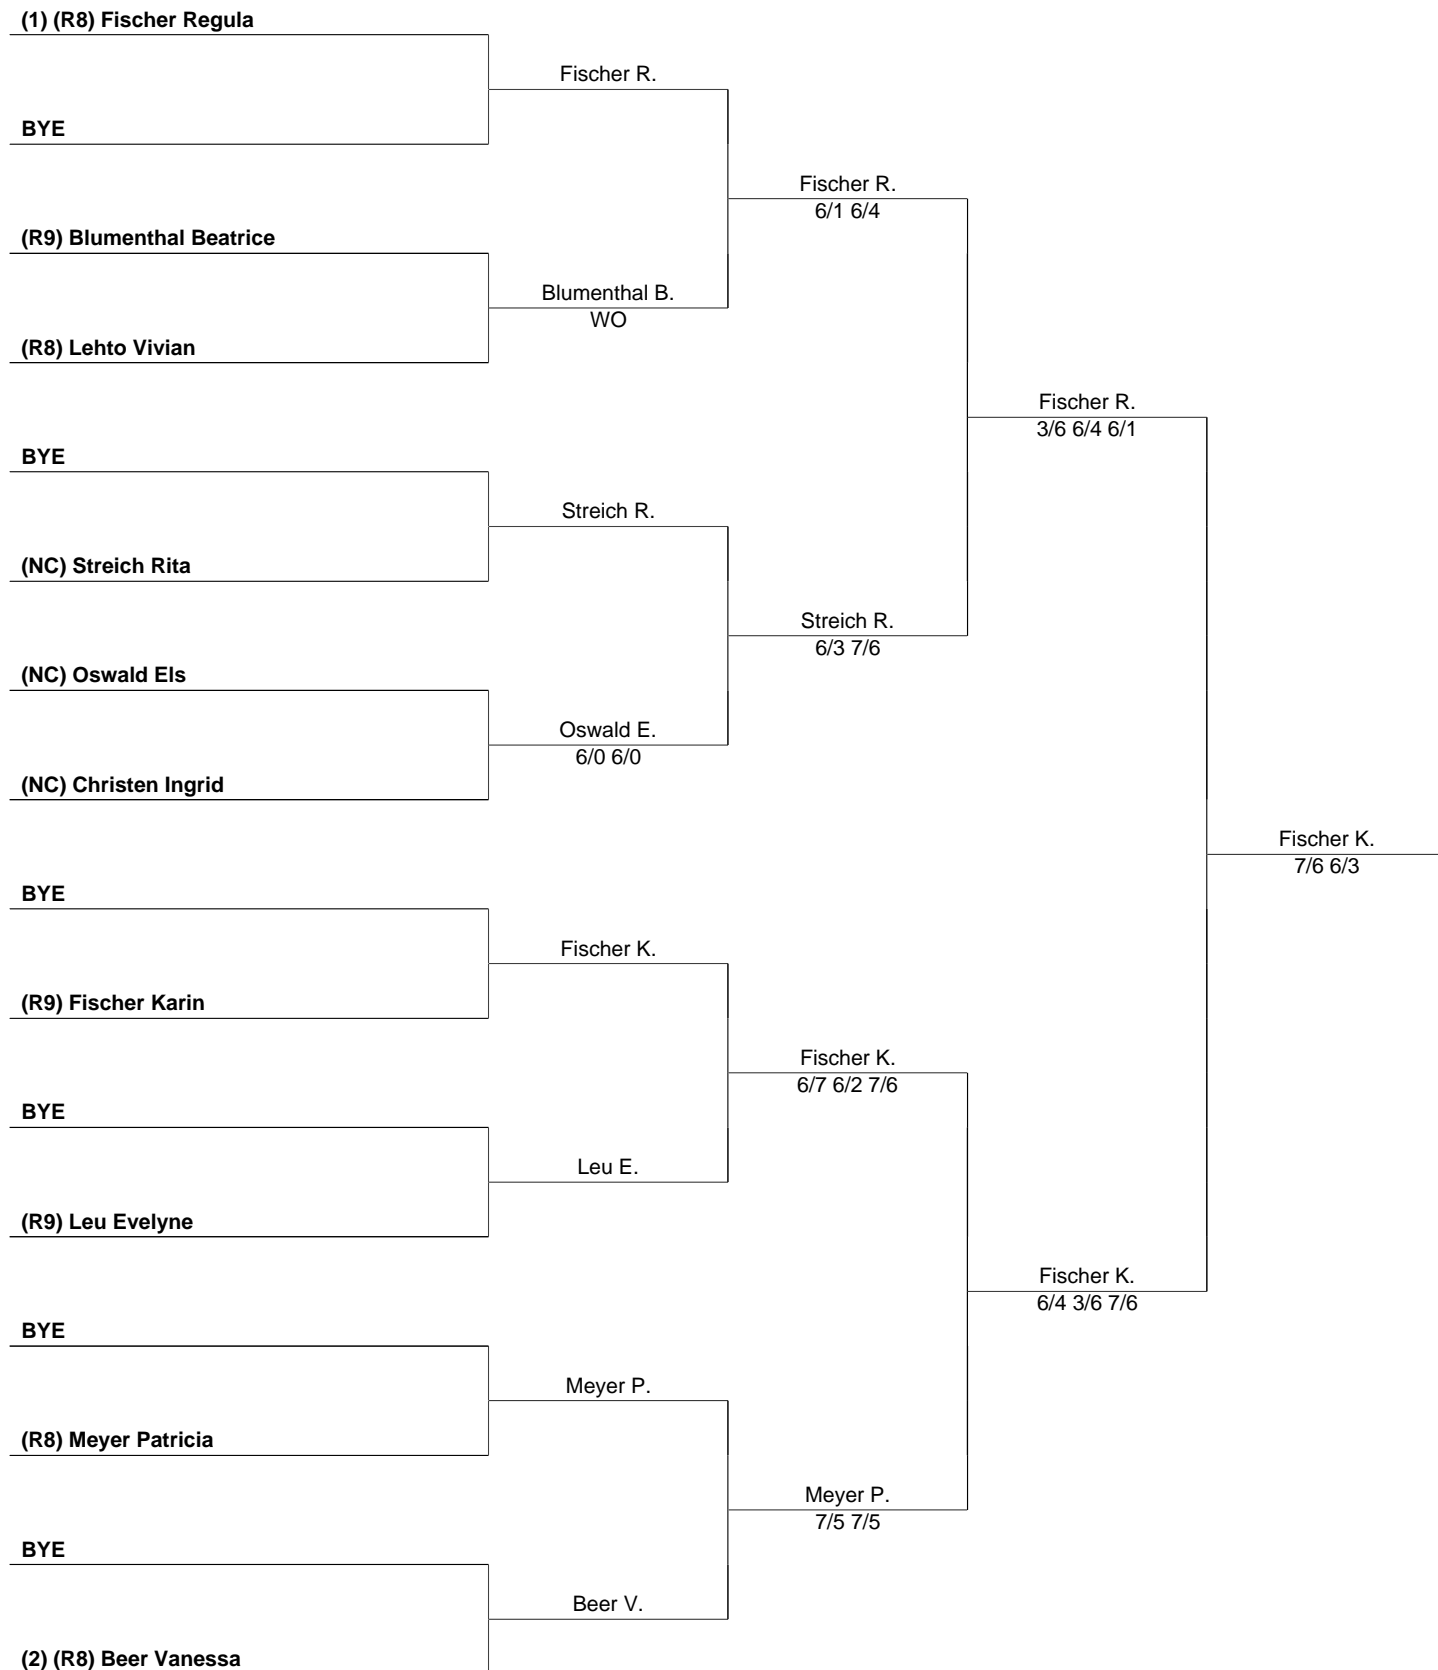 (1) (R8) Fischer Regula
Fischer R.
BYE
Fischer R.
6/1 6/4
(R9) Blumenthal Beatrice
Blumenthal B.
WO
(R8) Lehto Vivian
Fischer R.
3/6 6/4 6/1
BYE
Streich R.
(NC) Streich Rita
Streich R.
6/3 7/6
(NC) Oswald Els
Oswald E.
6/0 6/0
(NC) Christen Ingrid
Fischer K.
7/6 6/3
BYE
Fischer K.
(R9) Fischer Karin
Fischer K.
6/7 6/2 7/6
BYE
Leu E.
(R9) Leu Evelyne
Fischer K.
6/4 3/6 7/6
BYE
Meyer P.
(R8) Meyer Patricia
Meyer P.
7/5 7/5
BYE
Beer V.
(2) (R8) Beer Vanessa